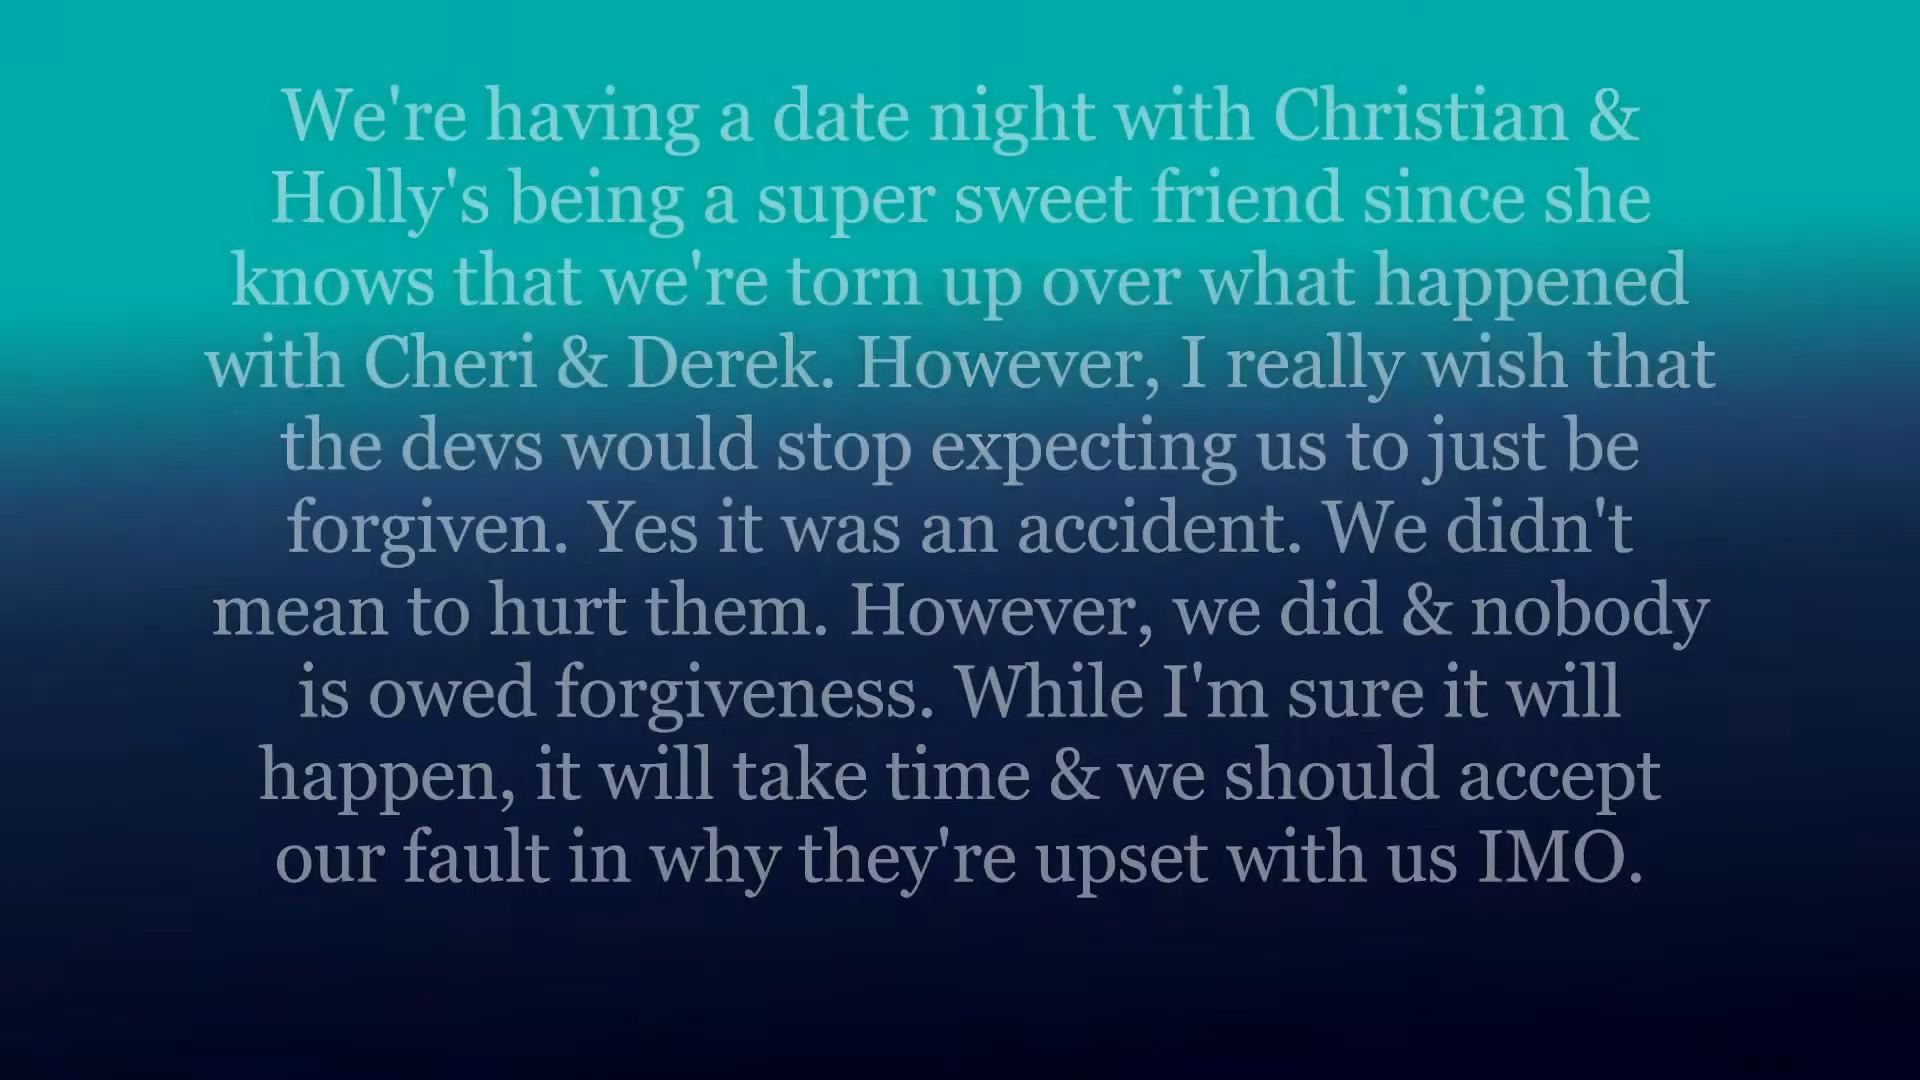 We're having a date night with Christian &
Holly's being a super sweet friend since she
knows that we're torn up over what happened
with Cheri & Derek. However, I really wish that
the devs would stop expecting us to just be
forgiven. Yes it was an accident. We didn't
mean to hurt them. However, we did & nobody
is owed forgiveness. While I'm sure it will
happen, it will take time & we should accept
our fault in why they're upset with us IMO.